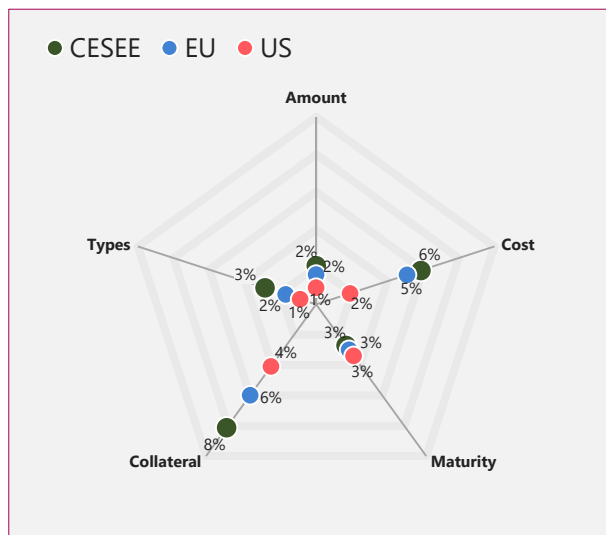 CESEE EU US
Amount
2%
2%
1%
Types
Cost
6%
5%
2%
3%
2%
1%
3%
3%
3%
4%
6%
8%
Collateral
Maturity